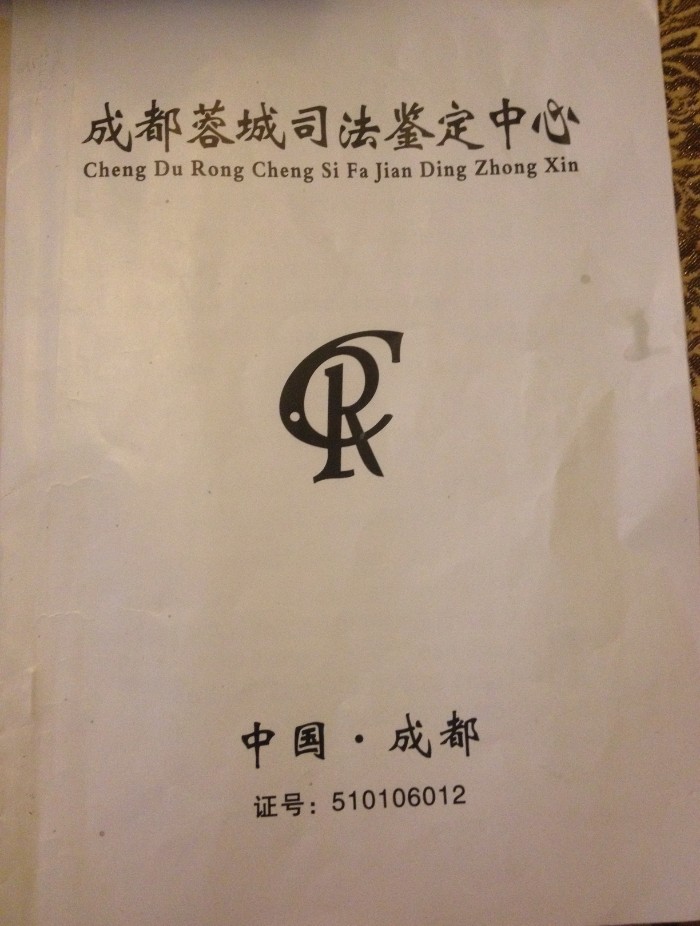 成都蓉城司法鉴定中心
Cheng Du Rong Cheng Si Fa Jian Ding Zhong Xin
CR
中国·成都
证号：510106012